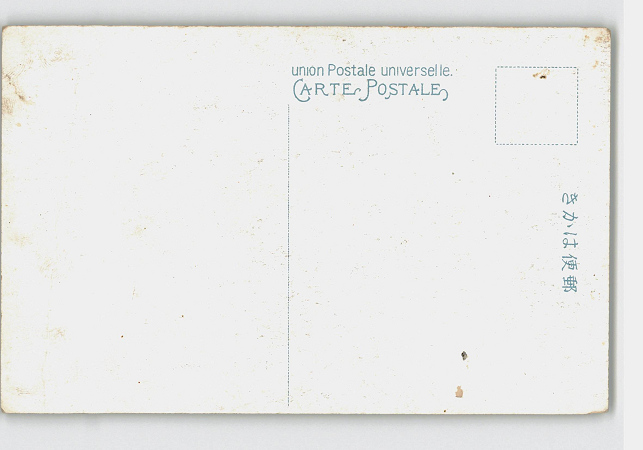 union Postale universelle.
CARTE POSTALE
きかは便郵